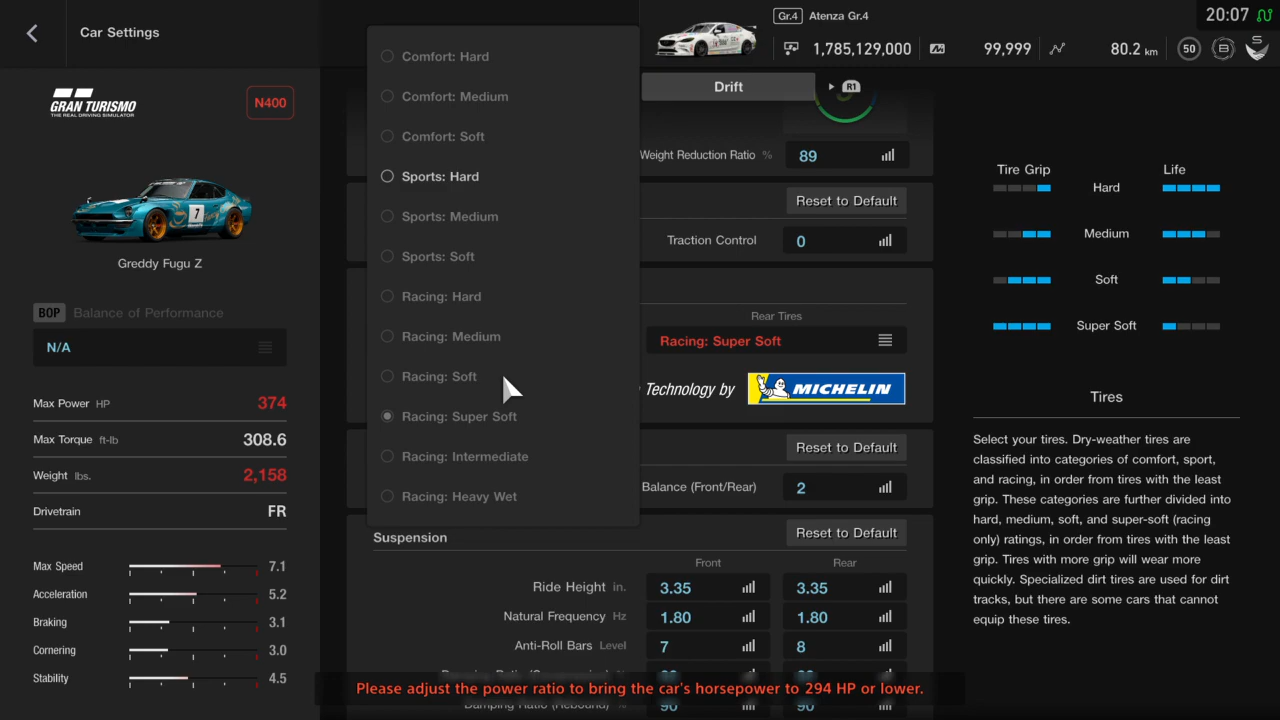 Car Settings
Gr.4 Atenza Gr.4
20:07
1,785,129,000
99,999
80.2 km
50
B
S
GRAN TURISMO
THE REAL DRIVING SIMULATOR
N400
7
Greddy Fugu Z
BOP Balance of Performance
N/A
Max Power HP 374
Max Torque ft-lb 308.6
Weight lbs. 2,158
Drivetrain FR
Max Speed 7.1
Acceleration 5.2
Braking 3.1
Cornering 3.0
Stability 4.5
Comfort: Hard
Comfort: Medium
Comfort: Soft
Sports: Hard
Sports: Medium
Sports: Soft
Racing: Hard
Racing: Medium
Racing: Soft
Racing: Super Soft
Racing: Intermediate
Racing: Heavy Wet
Drift R1
Weight Reduction Ratio % 89
Reset to Default
Traction Control 0
Rear Tires
Racing: Super Soft
Technology by MICHELIN
Reset to Default
Balance (Front/Rear) 2
Suspension Reset to Default
Front Rear
Ride Height in. 3.35 3.35
Natural Frequency Hz 1.80 1.80
Anti-Roll Bars Level 7 8
Damping Ratio (Rebound) 90 90
Please adjust the power ratio to bring the car's horsepower to 294 HP or lower.
Tire Grip Life
Hard
Medium
Soft
Super Soft
Tires
Select your tires. Dry-weather tires are
classified into categories of comfort, sport,
and racing, in order from tires with the least
grip. These categories are further divided into
hard, medium, soft, and super-soft (racing
only) ratings, in order from tires with the least
grip. Tires with more grip will wear more
quickly. Specialized dirt tires are used for dirt
tracks, but there are some cars that cannot
equip these tires.